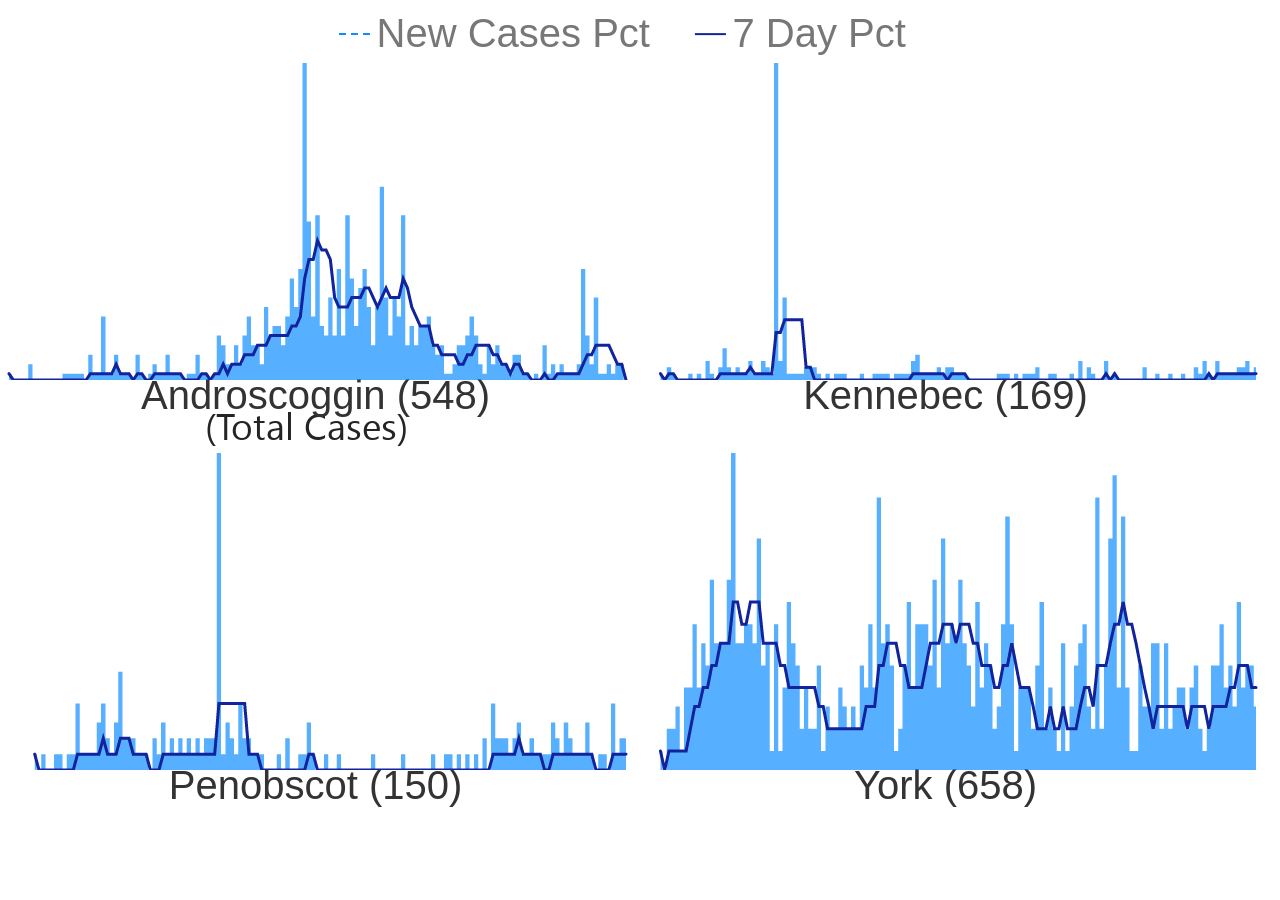 New Cases Pct 7 Day Pct
Androscoggin (548) Kennebec (169)
(Total Cases)
Penobscot (150) York (658)